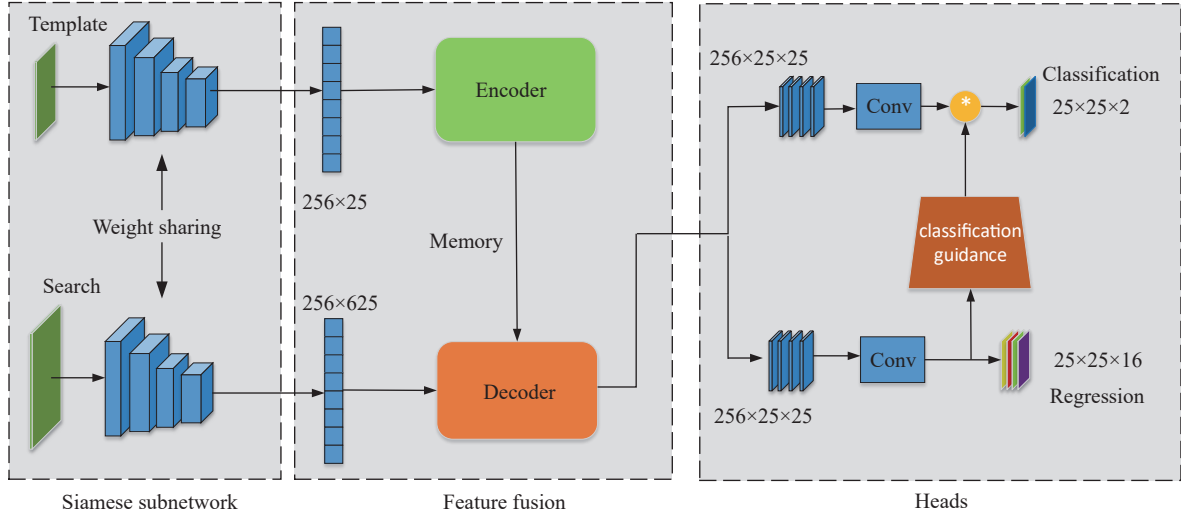 Template
Weight sharing
Search
Siamese subnetwork
256×25
Encoder
Memory
256×625
Decoder
Feature fusion
256×25×25
Conv
*
Classification
25×25×2
classification
guidance
256×25×25
Conv
25×25×16
Regression
Heads